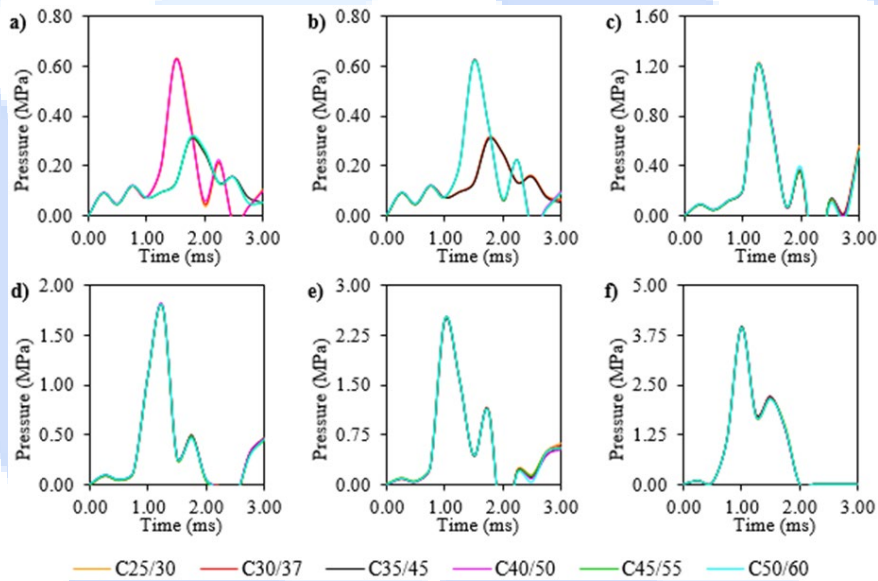 a)
Pressure (MPa)
0.80
0.60
0.40
0.20
0.00
0.00 1.00 2.00 3.00
Time (ms)
b)
Pressure (MPa)
0.80
0.60
0.40
0.20
0.00
0.00 1.00 2.00 3.00
Time (ms)
c)
Pressure (MPa)
1.60
1.20
0.80
0.40
0.00
0.00 1.00 2.00 3.00
Time (ms)
d)
Pressure (MPa)
2.00
1.50
1.00
0.50
0.00
0.00 1.00 2.00 3.00
Time (ms)
e)
Pressure (MPa)
3.00
2.25
1.50
0.75
0.00
0.00 1.00 2.00 3.00
Time (ms)
f)
Pressure (MPa)
5.00
3.75
2.50
1.25
0.00
0.00 1.00 2.00 3.00
Time (ms)
C25/30 C30/37 C35/45 C40/50 C45/55 C50/60